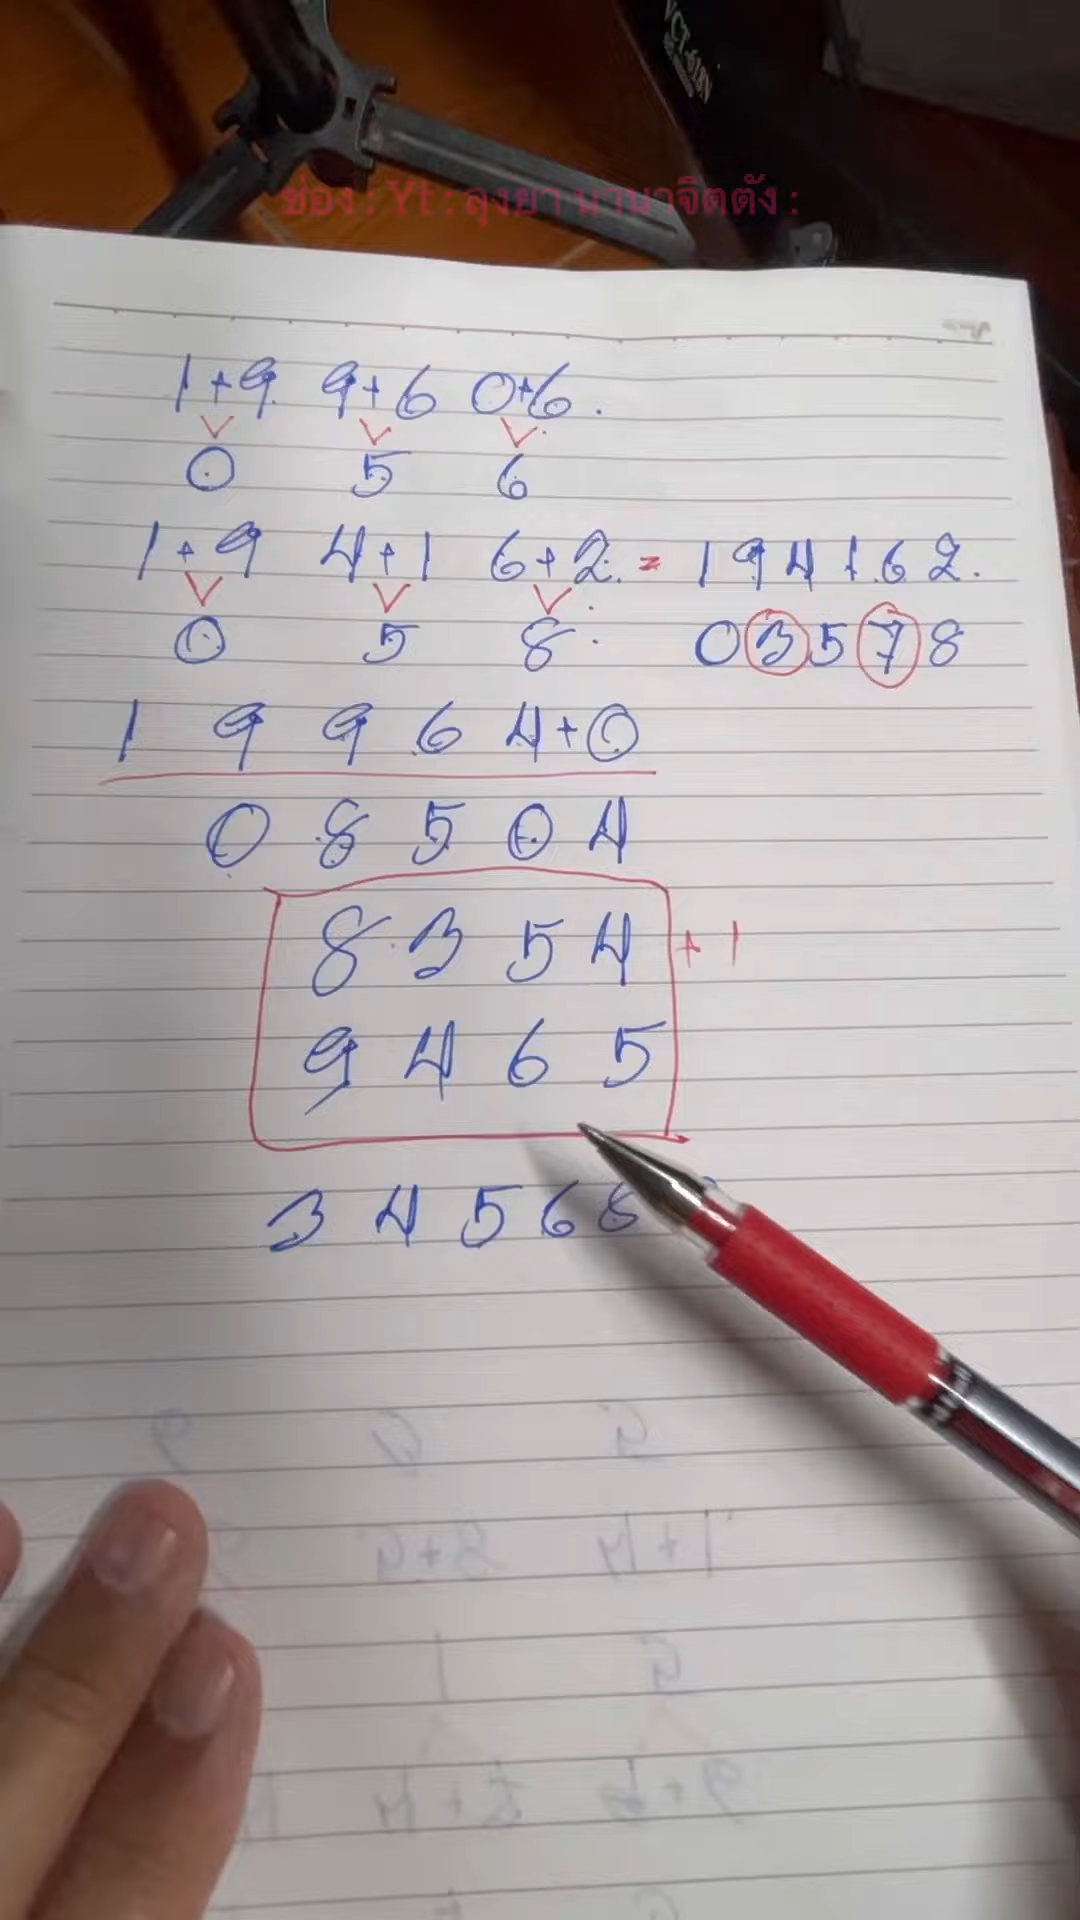 VCT-618N
ช่อง : Yt : ลุงยา นานาจิตตัง :
1+9 9+6 0+6.
0 5 6
1+9 4+1 6+2. = 194162.
0 5 8. 03578
1 9 9 6 4+0
0 8 5 0 4
8 3 5 4 + 1
9 4 6 5
3 4 5 6 8